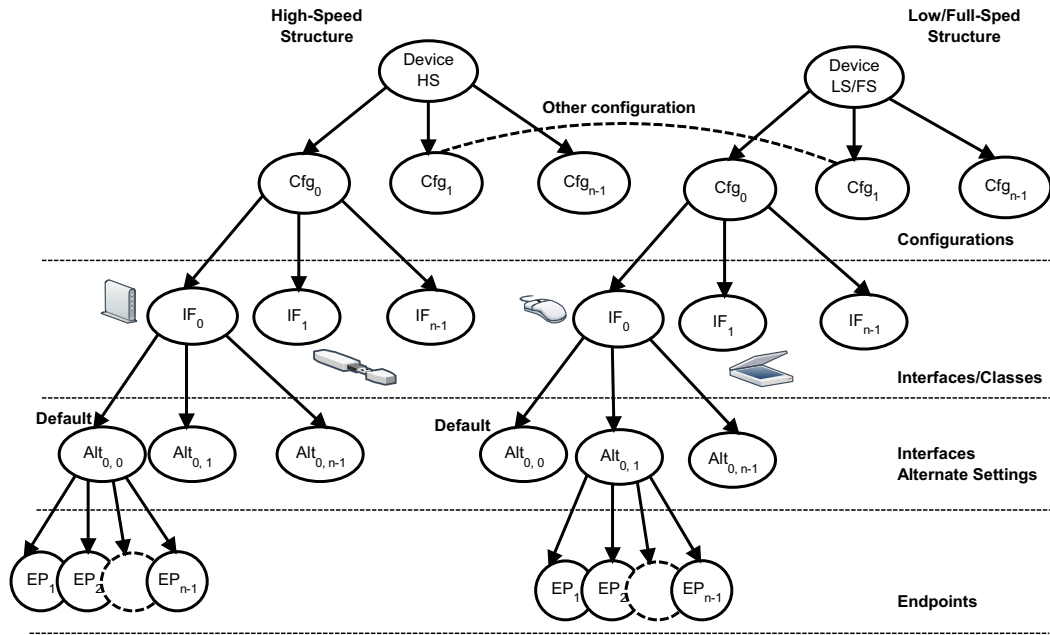 High-Speed
Structure
Low/Full-Sped
Structure
Device
HS
Device
LS/FS
Other configuration
Cfg0
Cfg1
Cfgn-1
Cfg0
Cfg1
Cfgn-1
Configurations
IF0
IF1
IFn-1
IF0
IF1
IFn-1
Interfaces/Classes
Default
Default
Alt0, 0
Alt0, 1
Alt0, n-1
Alt0, 0
Alt0, 1
Alt0, n-1
Interfaces
Alternate Settings
EP1
EP2
EPn-1
EP1
EP2
EPn-1
Endpoints